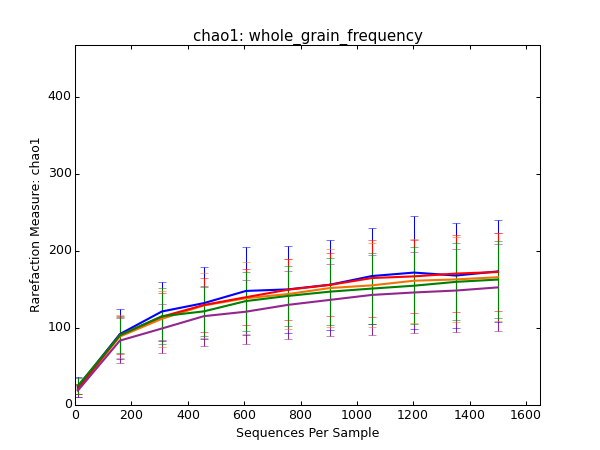 chao1: whole_grain_frequency
Rarefaction Measure: chao1
400
300
200
100
0
0 200 400 600 800 1000 1200 1400 1600
Sequences Per Sample